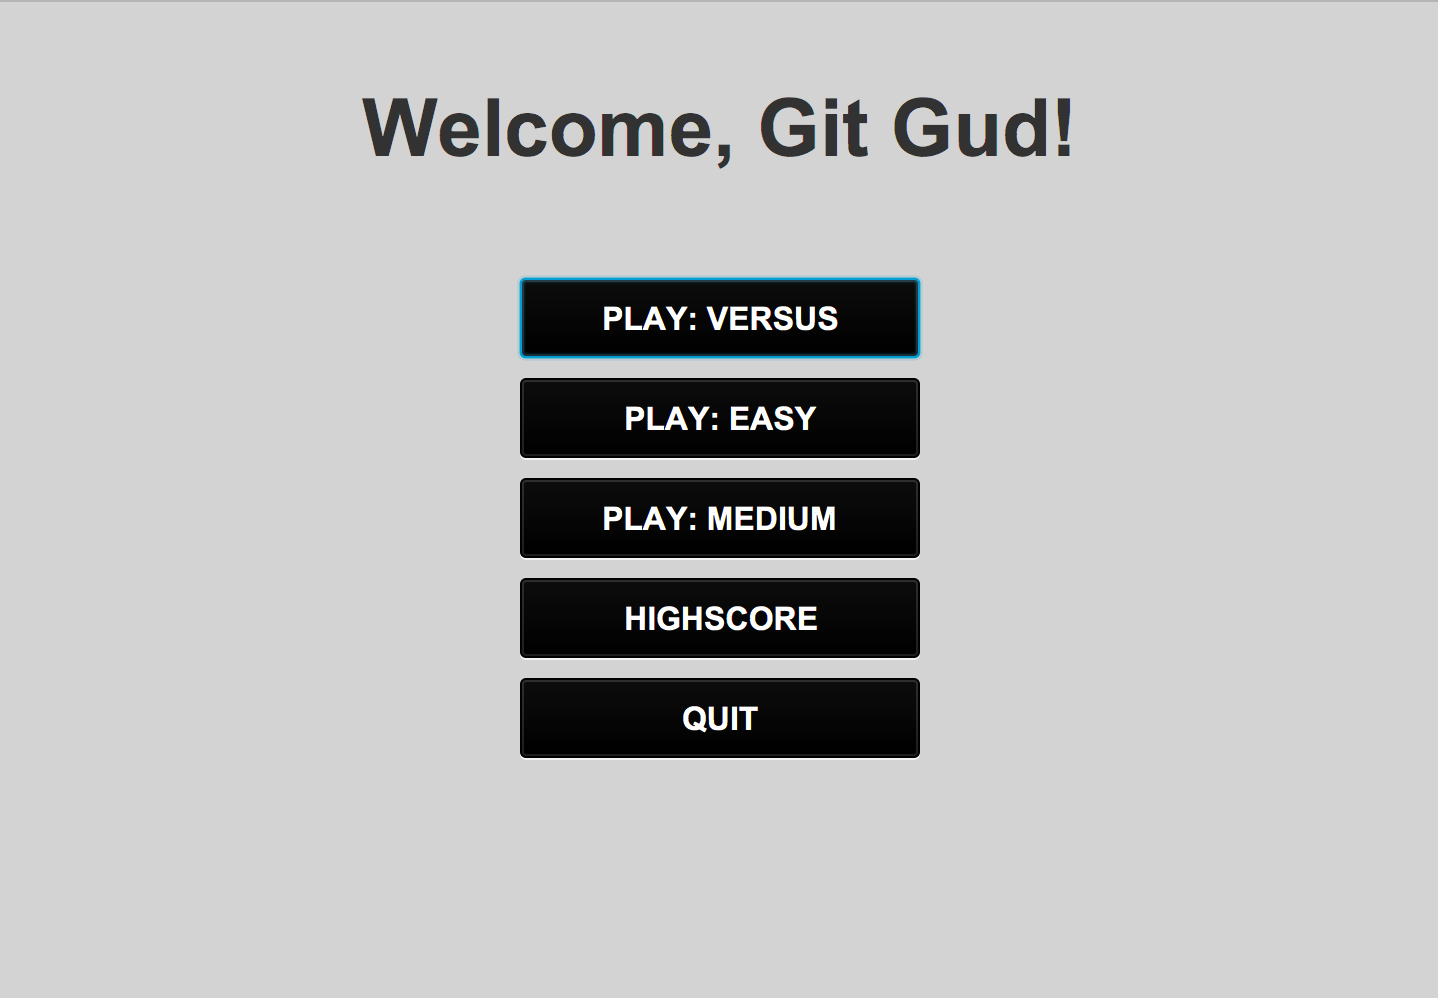 Welcome, Git Gud!
PLAY: VERSUS
PLAY: EASY
PLAY: MEDIUM
HIGHSCORE
QUIT